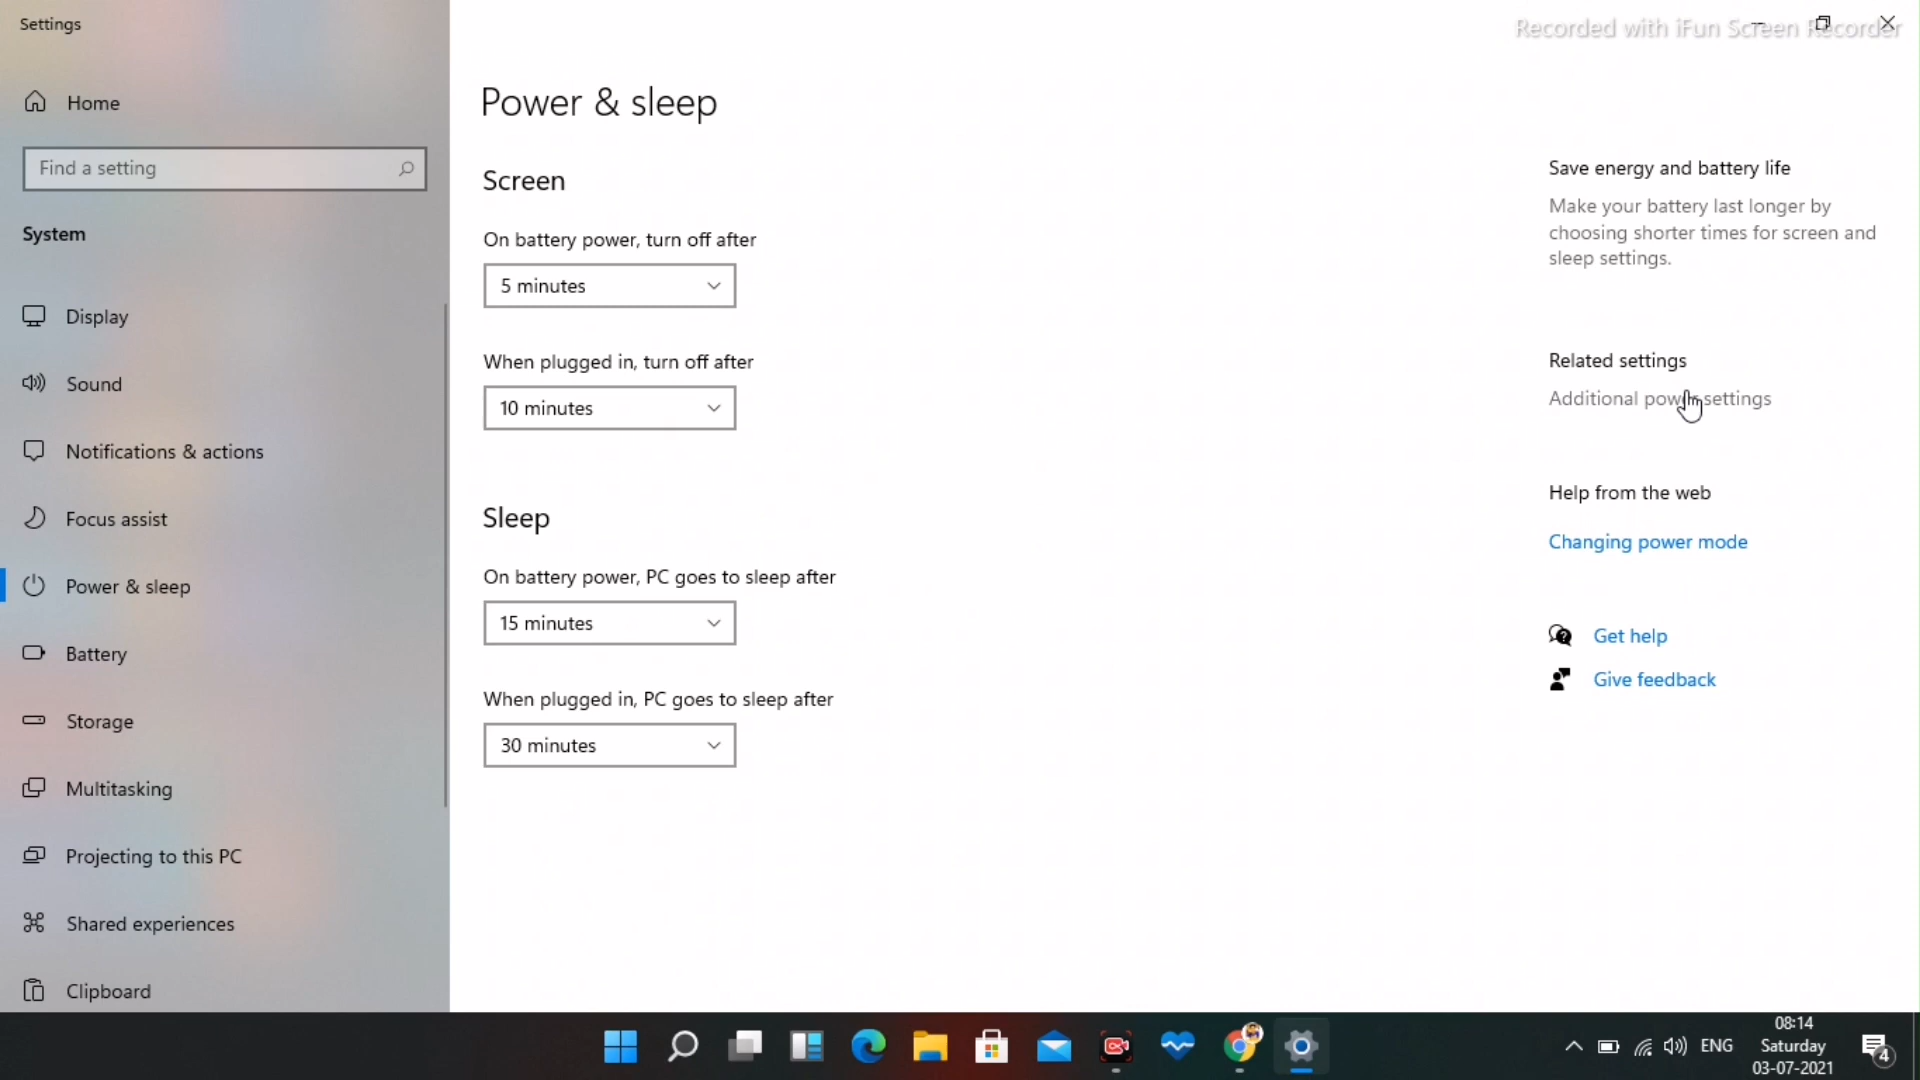 Settings
Recorded with iFun Screen Recorder
Home
Find a setting
System
Display
Sound
Notifications & actions
Focus assist
Power & sleep
Battery
Storage
Multitasking
Projecting to this PC
Shared experiences
Clipboard
Power & sleep
Screen
On battery power, turn off after
5 minutes
When plugged in, turn off after
10 minutes
Sleep
On battery power, PC goes to sleep after
15 minutes
When plugged in, PC goes to sleep after
30 minutes
Save energy and battery life
Make your battery last longer by
choosing shorter times for screen and
sleep settings.
Related settings
Additional power settings
Help from the web
Changing power mode
Get help
Give feedback
ENG
08:14
Saturday
03-07-2021
4